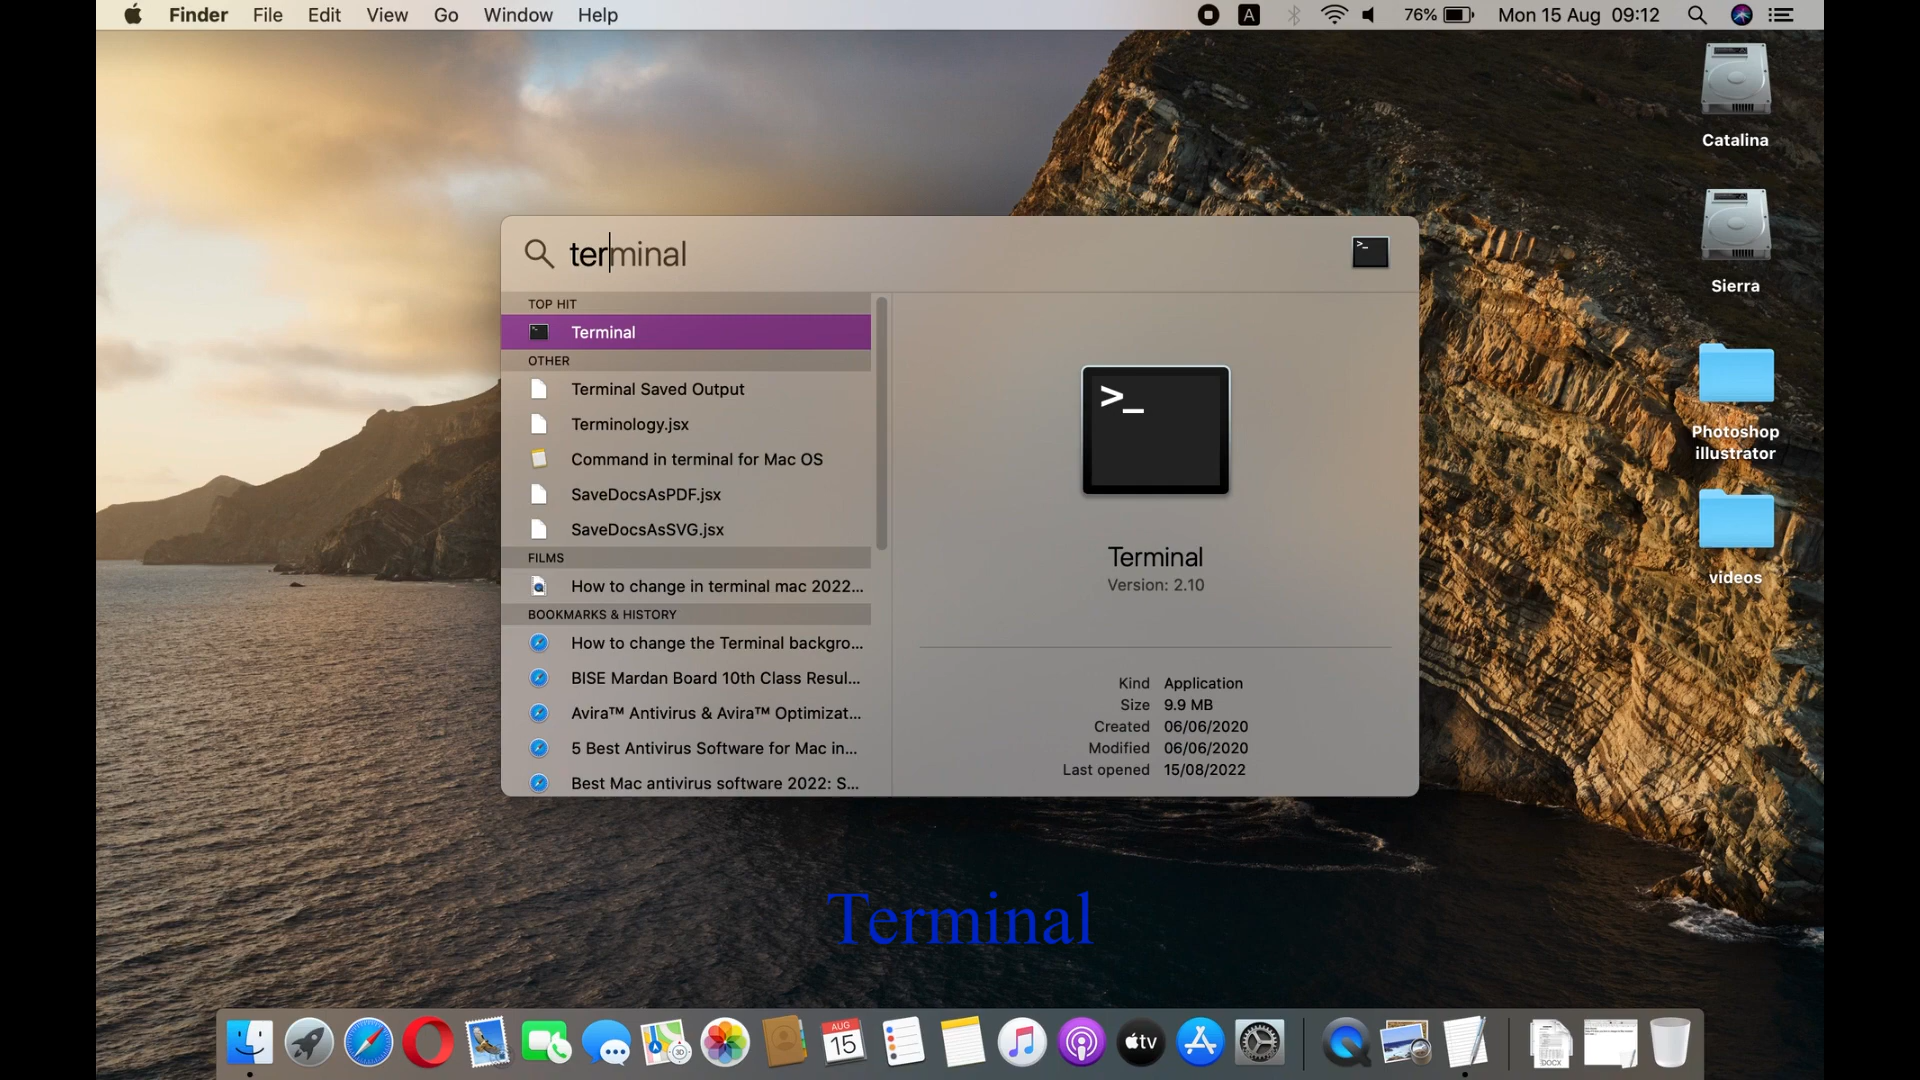 Finder File Edit View Go Window Help A 76% Mon 15 Aug 09:12
Catalina
Sierra
Photoshop
illustrator
videos
terminal
TOP HIT
Terminal
OTHER
Terminal Saved Output
Terminology.jsx
Command in terminal for Mac OS
SaveDocsAsPDF.jsx
SaveDocsAsSVG.jsx
FILMS
How to change in terminal mac 2022...
BOOKMARKS & HISTORY
How to change the Terminal backgro...
BISE Mardan Board 10th Class Resul...
Avira™ Antivirus & Avira™ Optimizat...
5 Best Antivirus Software for Mac in...
Best Mac antivirus software 2022: S...
>_
Terminal
Version: 2.10
Kind Application
Size 9.9 MB
Created 06/06/2020
Modified 06/06/2020
Last opened 15/08/2022
Terminal
AUG
15
3D
tv
DOCX